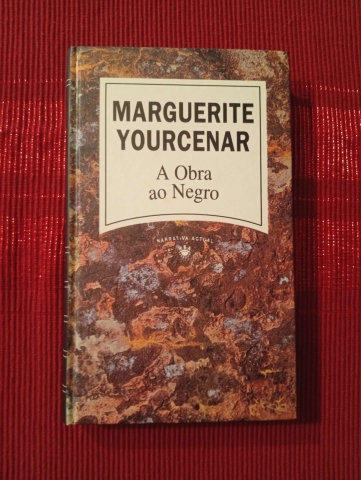 MARGUERITE
YOURCENAR
A Obra
ao Negro
NARRATIVA ACTUAL